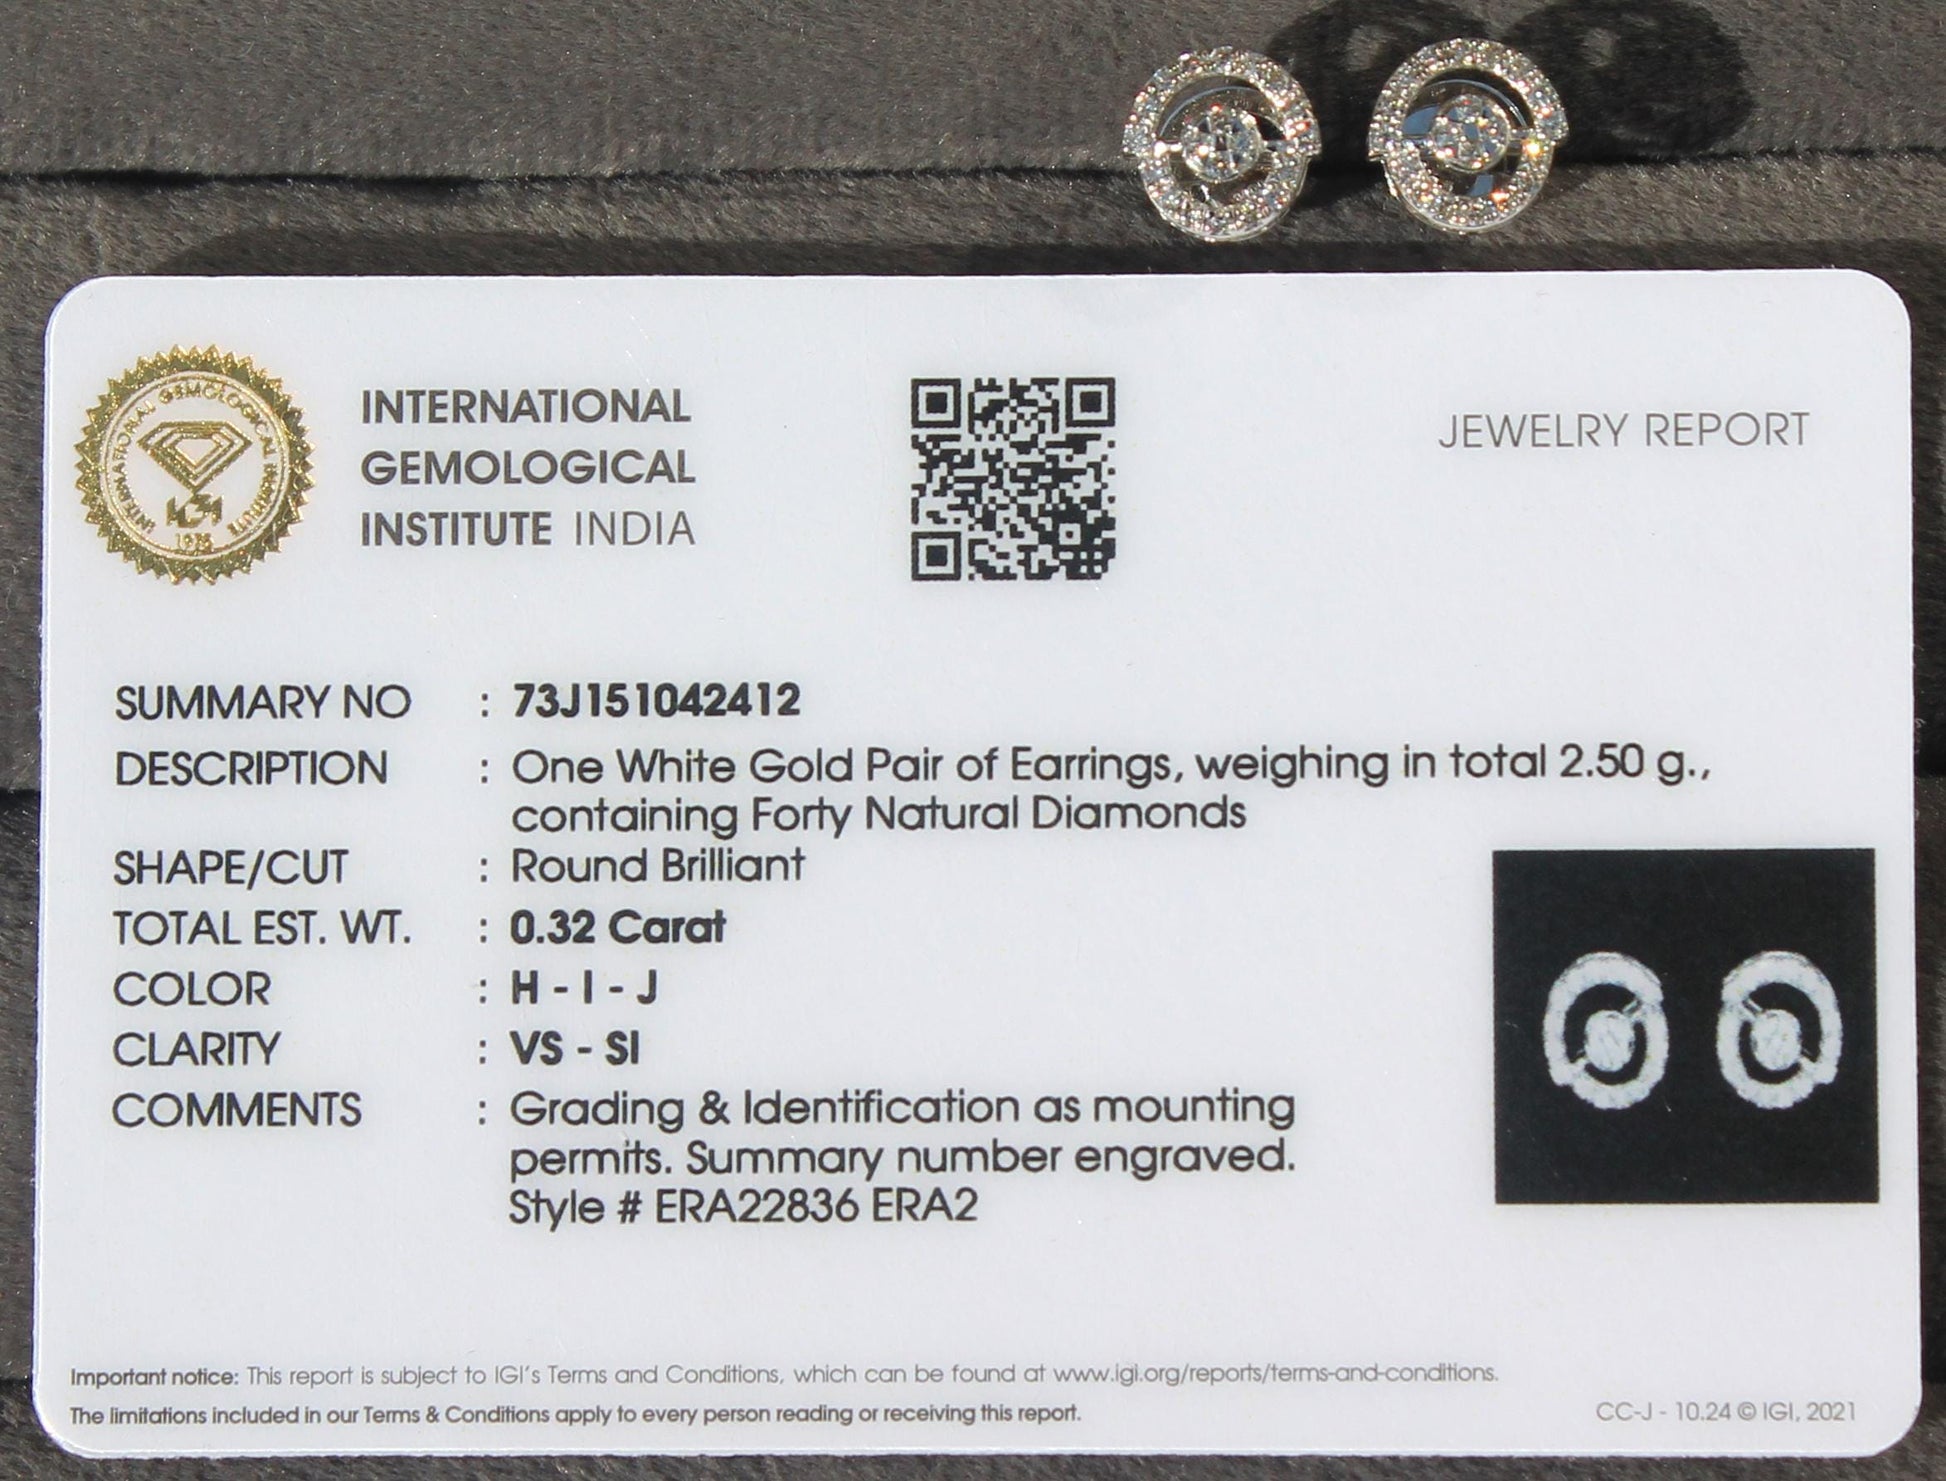 INTERNATIONAL GEMOLOGICAL INSTITUTE
IGI
1975
INTERNATIONAL
GEMOLOGICAL
INSTITUTE INDIA
JEWELRY REPORT
SUMMARY NO : 73J151042412
DESCRIPTION : One White Gold Pair of Earrings, weighing in total 2.50 g.,
containing Forty Natural Diamonds
SHAPE/CUT : Round Brilliant
TOTAL EST. WT. : 0.32 Carat
COLOR : H - I - J
CLARITY : VS - SI
COMMENTS : Grading & Identification as mounting
permits. Summary number engraved.
Style # ERA22836 ERA2
Important notice: This report is subject to IGI's Terms and Conditions, which can be found at www.igi.org/reports/terms-and-conditions.
The limitations included in our Terms & Conditions apply to every person reading or receiving this report.
CC-J - 10.24 © IGI, 2021